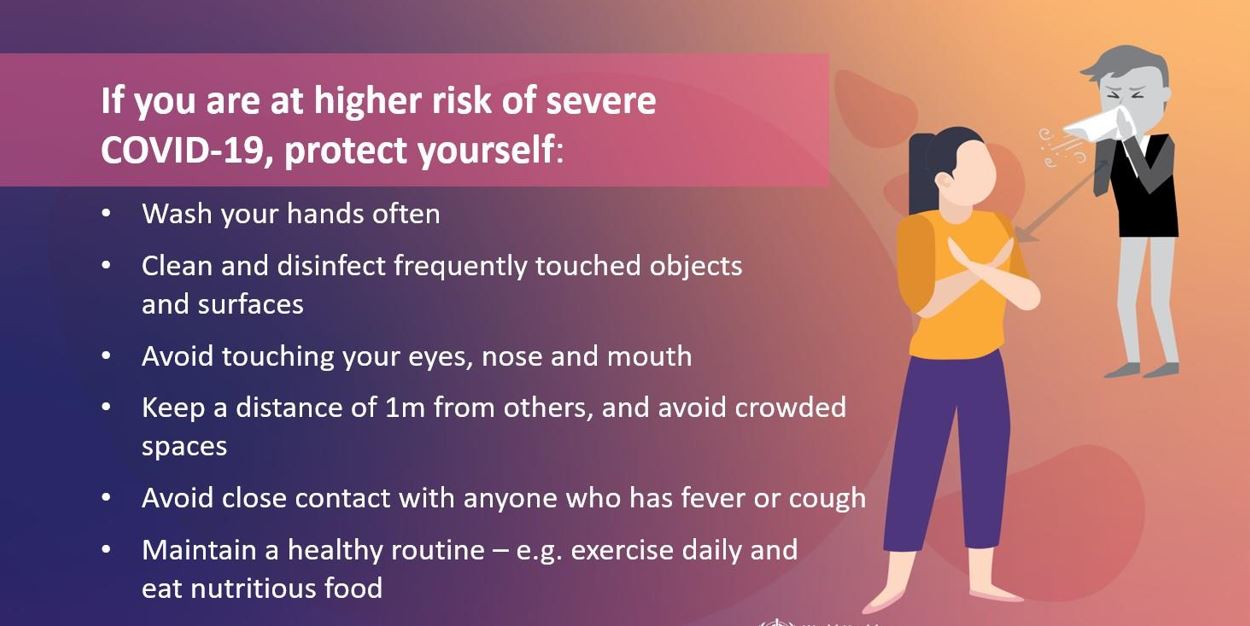 If you are at higher risk of severe
COVID-19, protect yourself:
• Wash your hands often
• Clean and disinfect frequently touched objects
and surfaces
• Avoid touching your eyes, nose and mouth
• Keep a distance of 1m from others, and avoid crowded
spaces
• Avoid close contact with anyone who has fever or cough
• Maintain a healthy routine – e.g. exercise daily and
eat nutritious food